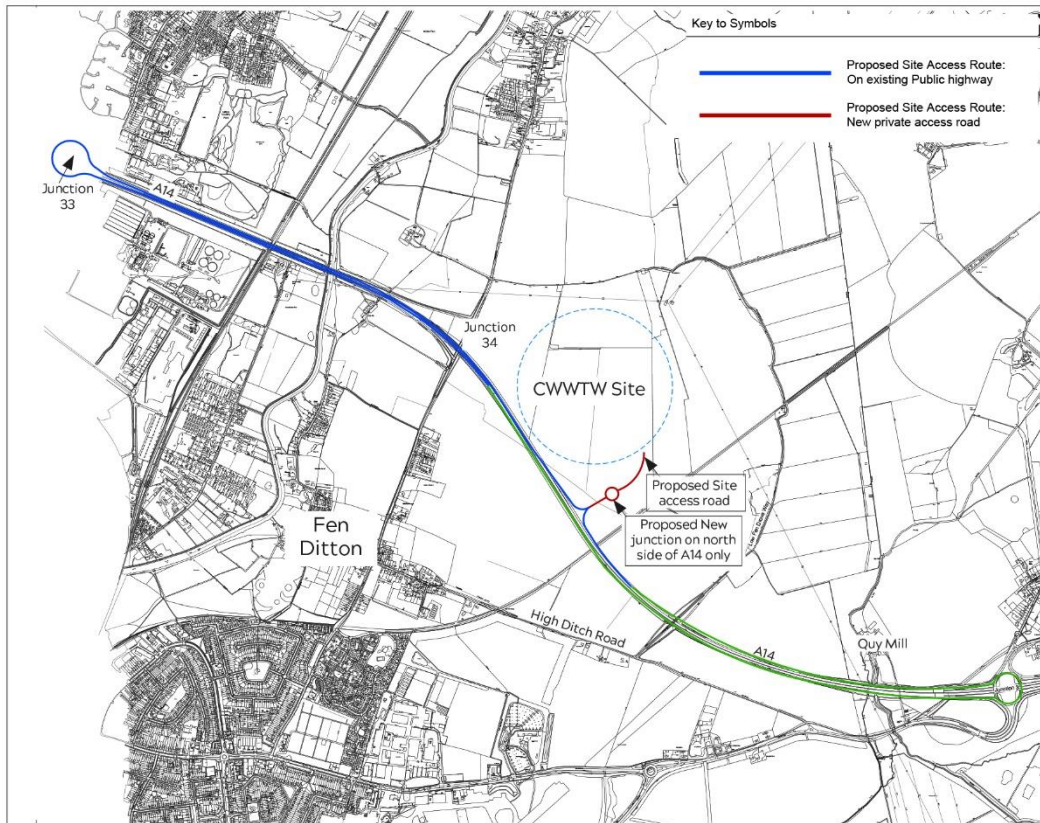 Key to Symbols
Proposed Site Access Route:
On existing Public highway
Proposed Site Access Route:
New private access road
Junction
33
A14
Junction
34
CWWTW Site
Proposed Site
access road
Proposed New
junction on north
side of A14 only
Fen
Ditton
High Ditch Road
A14
Quy Mill